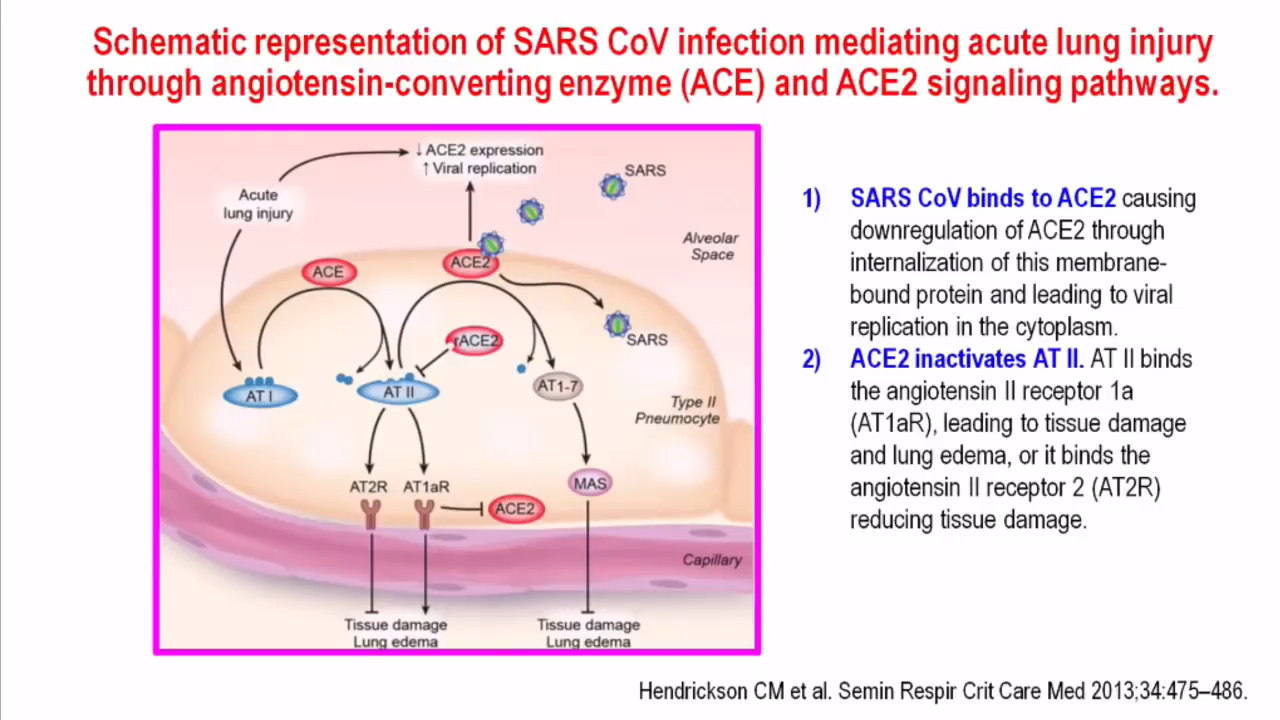 Schematic representation of SARS CoV infection mediating acute lung injury
through angiotensin-converting enzyme (ACE) and ACE2 signaling pathways.
↓ ACE2 expression
↑ Viral replication
SARS
Acute
lung injury
Alveolar
Space
ACE
ACE2
SARS
rACE2
AT I
AT II
AT1-7
Type II
Pneumocyte
AT2R
AT1aR
MAS
ACE2
Capillary
Tissue damage
Lung edema
Tissue damage
Lung edema
1) SARS CoV binds to ACE2 causing
downregulation of ACE2 through
internalization of this membrane-
bound protein and leading to viral
replication in the cytoplasm.
2) ACE2 inactivates AT II. AT II binds
the angiotensin II receptor 1a
(AT1aR), leading to tissue damage
and lung edema, or it binds the
angiotensin II receptor 2 (AT2R)
reducing tissue damage.
Hendrickson CM et al. Semin Respir Crit Care Med 2013;34:475–486.